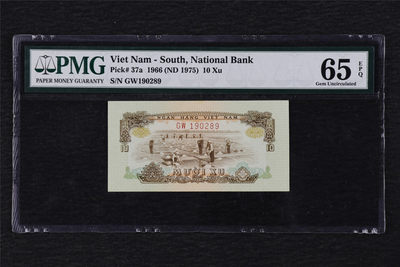 PMG
PAPER MONEY GUARANTY
Viet Nam - South, National Bank
Pick# 37a 1966 (ND 1975) 10 Xu
S/N GW190289
65 EPQ
Gem Uncirculated
NGAN HANG VIET NAM
GW 190289
10 MUOI XU 10